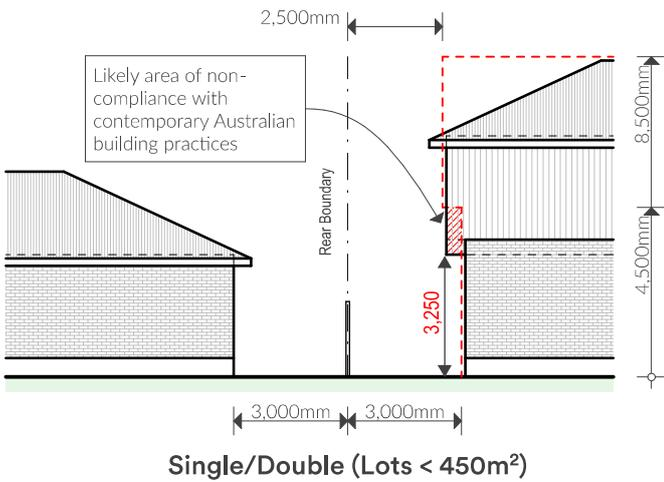 2,500mm
Likely area of non-
compliance with
contemporary Australian
building practices
8,500mm
Rear Boundary
4,500mm
3,250
3,000mm
3,000mm
Single/Double (Lots < 450m²)